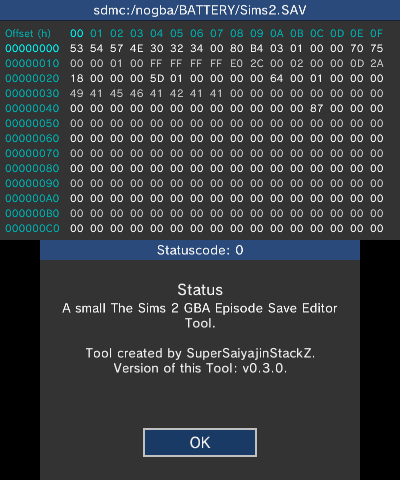 sdmc:/nogba/BATTERY/Sims2.SAV
Offset (h) 00 01 02 03 04 05 06 07 08 09 0A 0B 0C 0D 0E 0F
00000000 53 54 57 4E 30 32 34 00 80 B4 03 01 00 00 70 75
00000010 00 00 01 00 FF FF FF FF E0 2C 00 02 00 00 0D 2A
00000020 18 00 00 00 5D 01 00 00 00 00 64 00 01 00 00 00
00000030 49 41 45 46 41 42 41 41 00 00 00 00 00 00 00 00
00000040 00 00 00 00 00 00 00 00 00 00 00 00 87 00 00 00
00000050 00 00 00 00 00 00 00 00 00 00 00 00 00 00 00 00
00000060 00 00 00 00 00 00 00 00 00 00 00 00 00 00 00 00
00000070 00 00 00 00 00 00 00 00 00 00 00 00 00 00 00 00
00000080 00 00 00 00 00 00 00 00 00 00 00 00 00 00 00 00
00000090 00 00 00 00 00 00 00 00 00 00 00 00 00 00 00 00
000000A0 00 00 00 00 00 00 00 00 00 00 00 00 00 00 00 00
000000B0 00 00 00 00 00 00 00 00 00 00 00 00 00 00 00 00
000000C0 00 00 00 00 00 00 00 00 00 00 00 00 00 00 00 00
Statuscode: 0
Status
A small The Sims 2 GBA Episode Save Editor
Tool.
Tool created by SuperSaiyajinStackZ.
Version of this Tool: v0.3.0.
OK